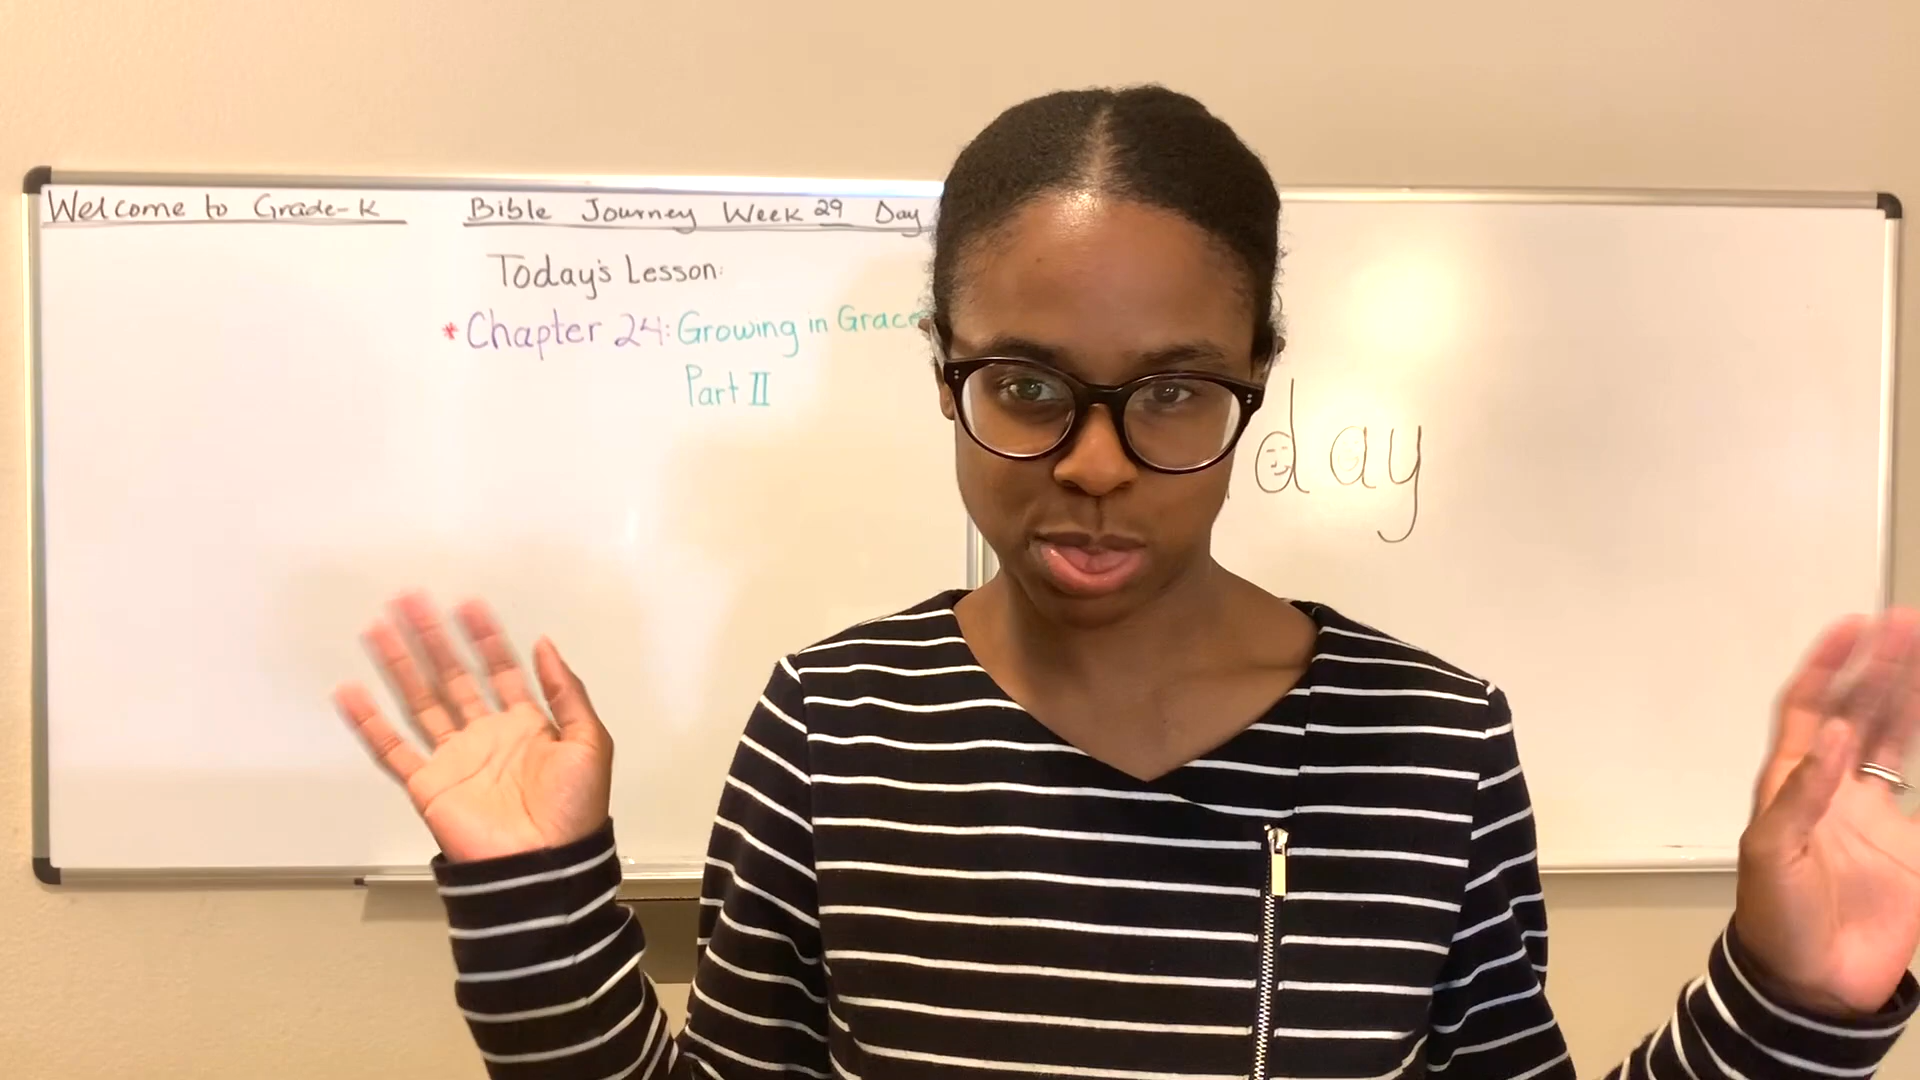 Welcome to Grade-K
Bible Journey Week 29 Day
Today's Lesson:
*Chapter 24: Growing in Grace
Part II
day